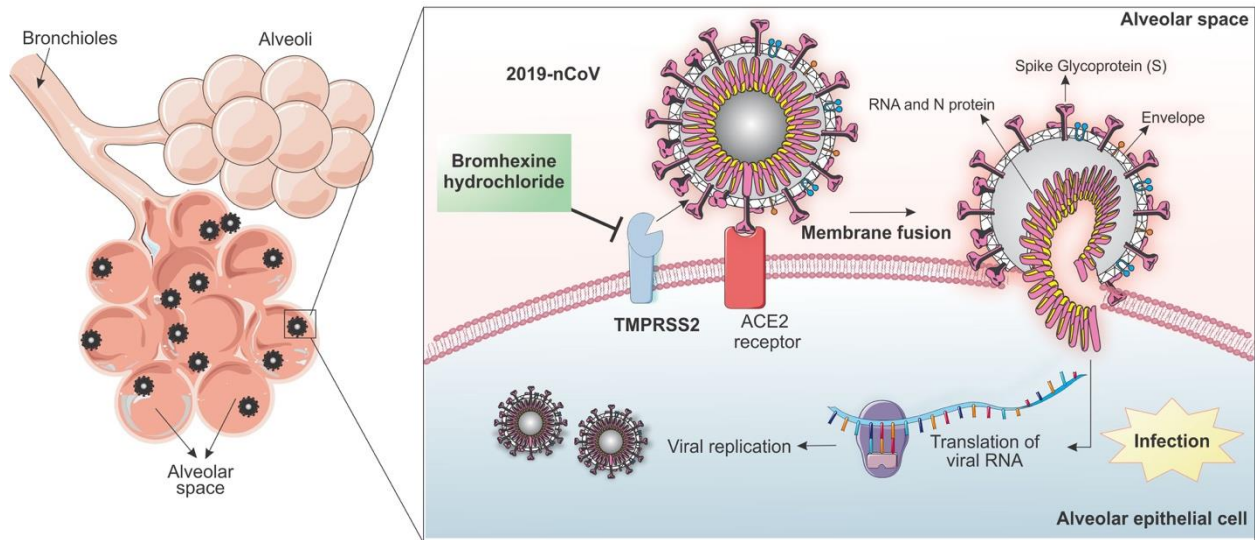 Bronchioles
Alveoli
Alveolar
space
Alveolar space
2019-nCoV
Spike Glycoprotein (S)
RNA and N protein
Envelope
Bromhexine
hydrochloride
Membrane fusion
TMPRSS2
ACE2
receptor
Viral replication
Translation of
viral RNA
Infection
Alveolar epithelial cell